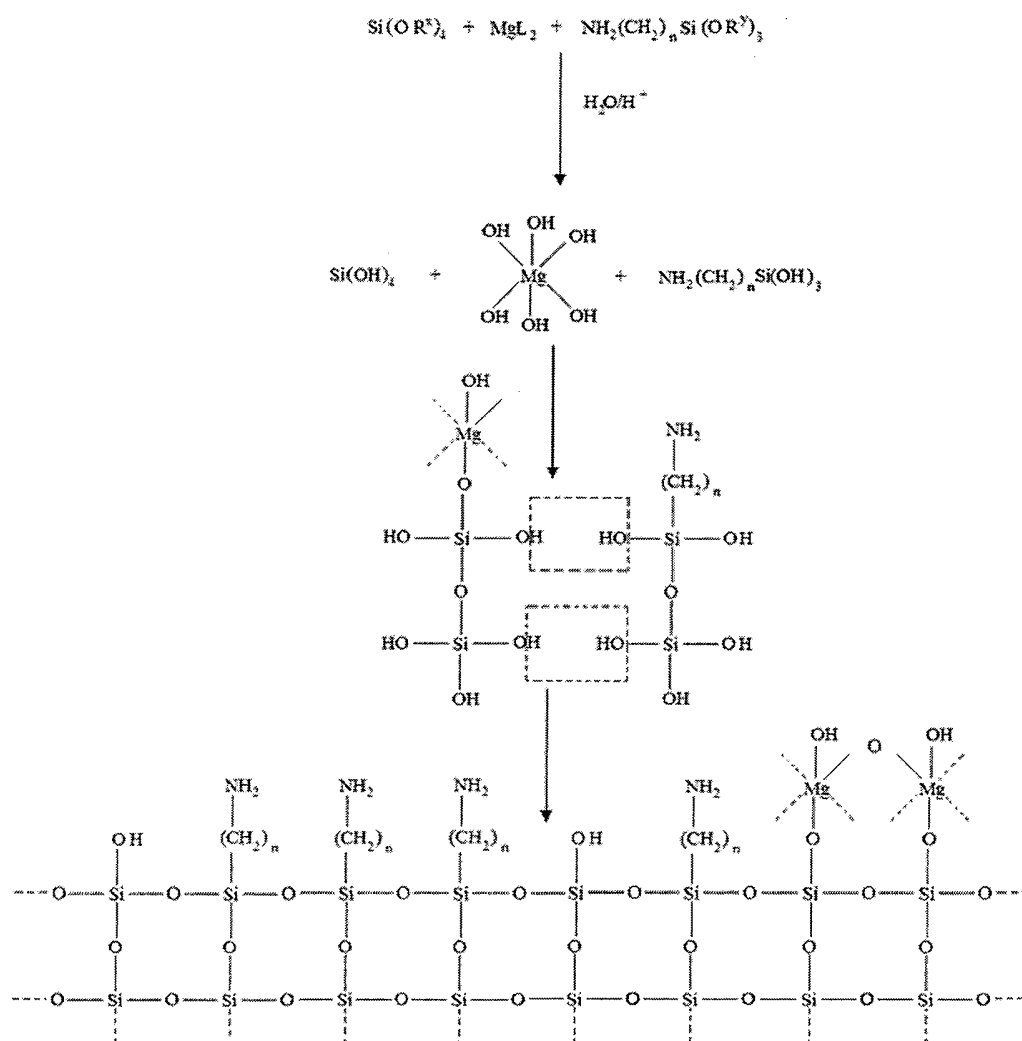 Si(ORˣ)₄ + MgL₂ + NH₂(CH₂)ₙSi(ORʸ)₃
H₂O/H⁺
OH OH OH
Si(OH)₄ + Mg + NH₂(CH₂)ₙSi(OH)₃
OH OH OH
OH
Mg NH₂
O (CH₂)ₙ
HO Si OH HO Si OH
O O
HO Si OH HO Si OH
OH OH
OH O OH
NH₂ NH₂ NH₂ NH₂ Mg Mg
OH (CH₂)ₙ (CH₂)ₙ (CH₂)ₙ OH (CH₂)ₙ O O
O Si O Si O Si O Si O Si O Si O Si O Si O
O O O O O O O O
O Si O Si O Si O Si O Si O Si O Si O Si O